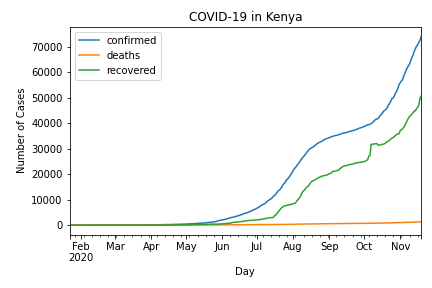 COVID-19 in Kenya
confirmed
deaths
recovered
Number of Cases
70000
60000
50000
40000
30000
20000
10000
0
Feb Mar Apr May Jun Jul Aug Sep Oct Nov
2020
Day